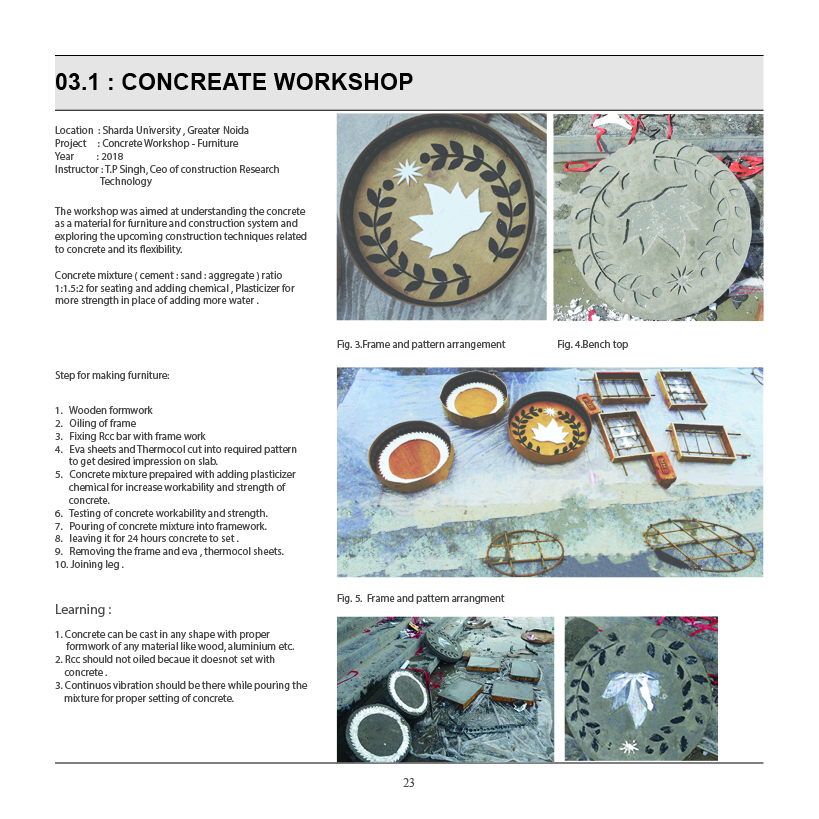 03.1 : CONCREATE WORKSHOP
Location : Sharda University , Greater Noida
Project : Concrete Workshop - Furniture
Year : 2018
Instructor : T.P Singh, Ceo of construction Research
Technology
The workshop was aimed at understanding the concrete
as a material for furniture and construction system and
exploring the upcoming construction techniques related
to concrete and its flexibility.
Concrete mixture ( cement : sand : aggregate ) ratio
1:1.5:2 for seating and adding chemical , Plasticizer for
more strength in place of adding more water .
Step for making furniture:
1. Wooden formwork
2. Oiling of frame
3. Fixing Rcc bar with frame work
4. Eva sheets and Thermocol cut into required pattern
to get desired impression on slab.
5. Concrete mixture prepaired with adding plasticizer
chemical for increase workability and strength of
concrete.
6. Testing of concrete workability and strength.
7. Pouring of concrete mixture into framework.
8. leaving it for 24 hours concrete to set .
9. Removing the frame and eva , thermocol sheets.
10. Joining leg .
Learning :
1. Concrete can be cast in any shape with proper
formwork of any material like wood, aluminium etc.
2. Rcc should not oiled becaue it doesnot set with
concrete .
3. Continuos vibration should be there while pouring the
mixture for proper setting of concrete.
Fig. 3.Frame and pattern arrangement
Fig. 4.Bench top
Fig. 5. Frame and pattern arrangment
23